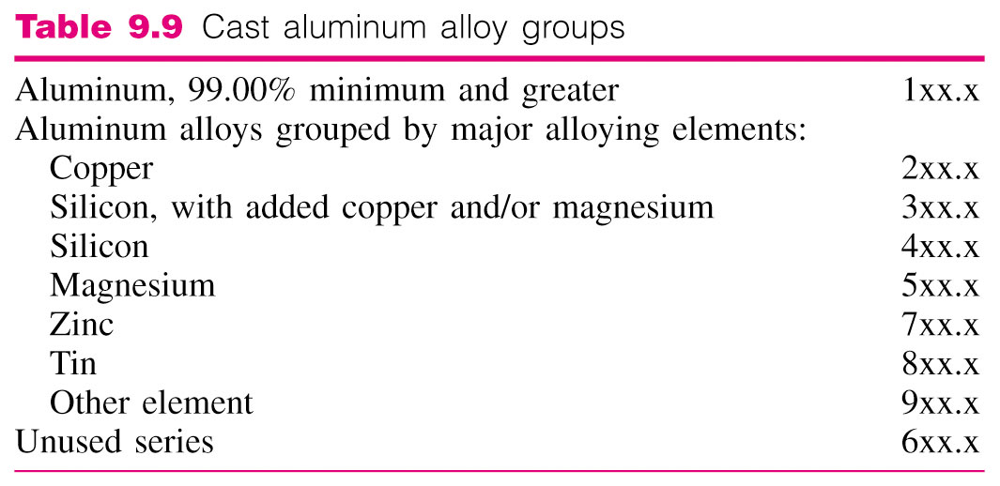 Table 9.9 Cast aluminum alloy groups
Aluminum, 99.00% minimum and greater 1xx.x
Aluminum alloys grouped by major alloying elements:
Copper 2xx.x
Silicon, with added copper and/or magnesium 3xx.x
Silicon 4xx.x
Magnesium 5xx.x
Zinc 7xx.x
Tin 8xx.x
Other element 9xx.x
Unused series 6xx.x